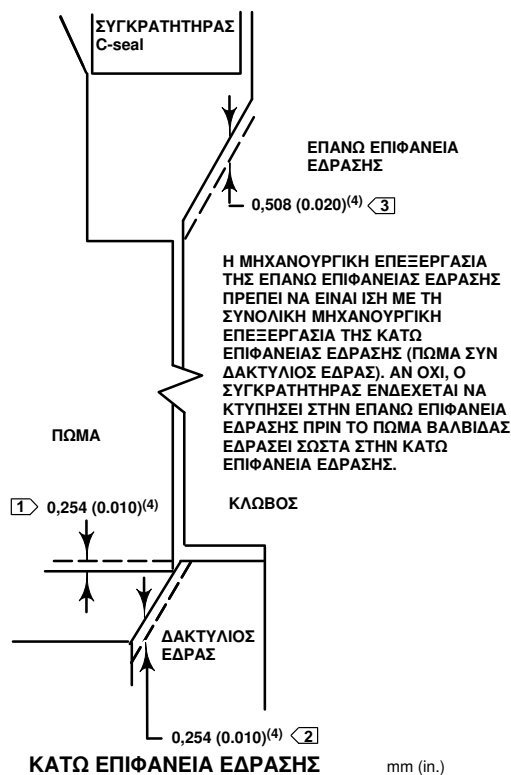 ΣΥΓΚΡΑΤΗΤΗΡΑΣ
C-seal
ΕΠΑΝΩ ΕΠΙΦΑΝΕΙΑ
ΕΔΡΑΣΗΣ
0,508 (0.020)(4) 3
Η ΜΗΧΑΝΟΥΡΓΙΚΗ ΕΠΕΞΕΡΓΑΣΙΑ
ΤΗΣ ΕΠΑΝΩ ΕΠΙΦΑΝΕΙΑΣ ΕΔΡΑΣΗΣ
ΠΡΕΠΕΙ ΝΑ ΕΙΝΑΙ ΙΣΗ ΜΕ ΤΗ
ΣΥΝΟΛΙΚΗ ΜΗΧΑΝΟΥΡΓΙΚΗ
ΕΠΕΞΕΡΓΑΣΙΑ ΤΗΣ ΚΑΤΩ
ΕΠΙΦΑΝΕΙΑΣ ΕΔΡΑΣΗΣ (ΠΩΜΑ ΣΥΝ
ΔΑΚΤΥΛΙΟΣ ΕΔΡΑΣ). ΑΝ ΟΧΙ, Ο
ΣΥΓΚΡΑΤΗΤΗΡΑΣ ΕΝΔΕΧΕΤΑΙ ΝΑ
ΚΤΥΠΗΣΕΙ ΣΤΗΝ ΕΠΑΝΩ ΕΠΙΦΑΝΕΙΑ
ΕΔΡΑΣΗΣ ΠΡΙΝ ΤΟ ΠΩΜΑ ΒΑΛΒΙΔΑΣ
ΕΔΡΑΣΕΙ ΣΩΣΤΑ ΣΤΗΝ ΚΑΤΩ
ΕΠΙΦΑΝΕΙΑ ΕΔΡΑΣΗΣ.
ΠΩΜΑ
1 0,254 (0.010)(4)
ΚΛΩΒΟΣ
ΔΑΚΤΥΛΙΟΣ
ΕΔΡΑΣ
0,254 (0.010)(4) 2
ΚΑΤΩ ΕΠΙΦΑΝΕΙΑ ΕΔΡΑΣΗΣ
mm (in.)